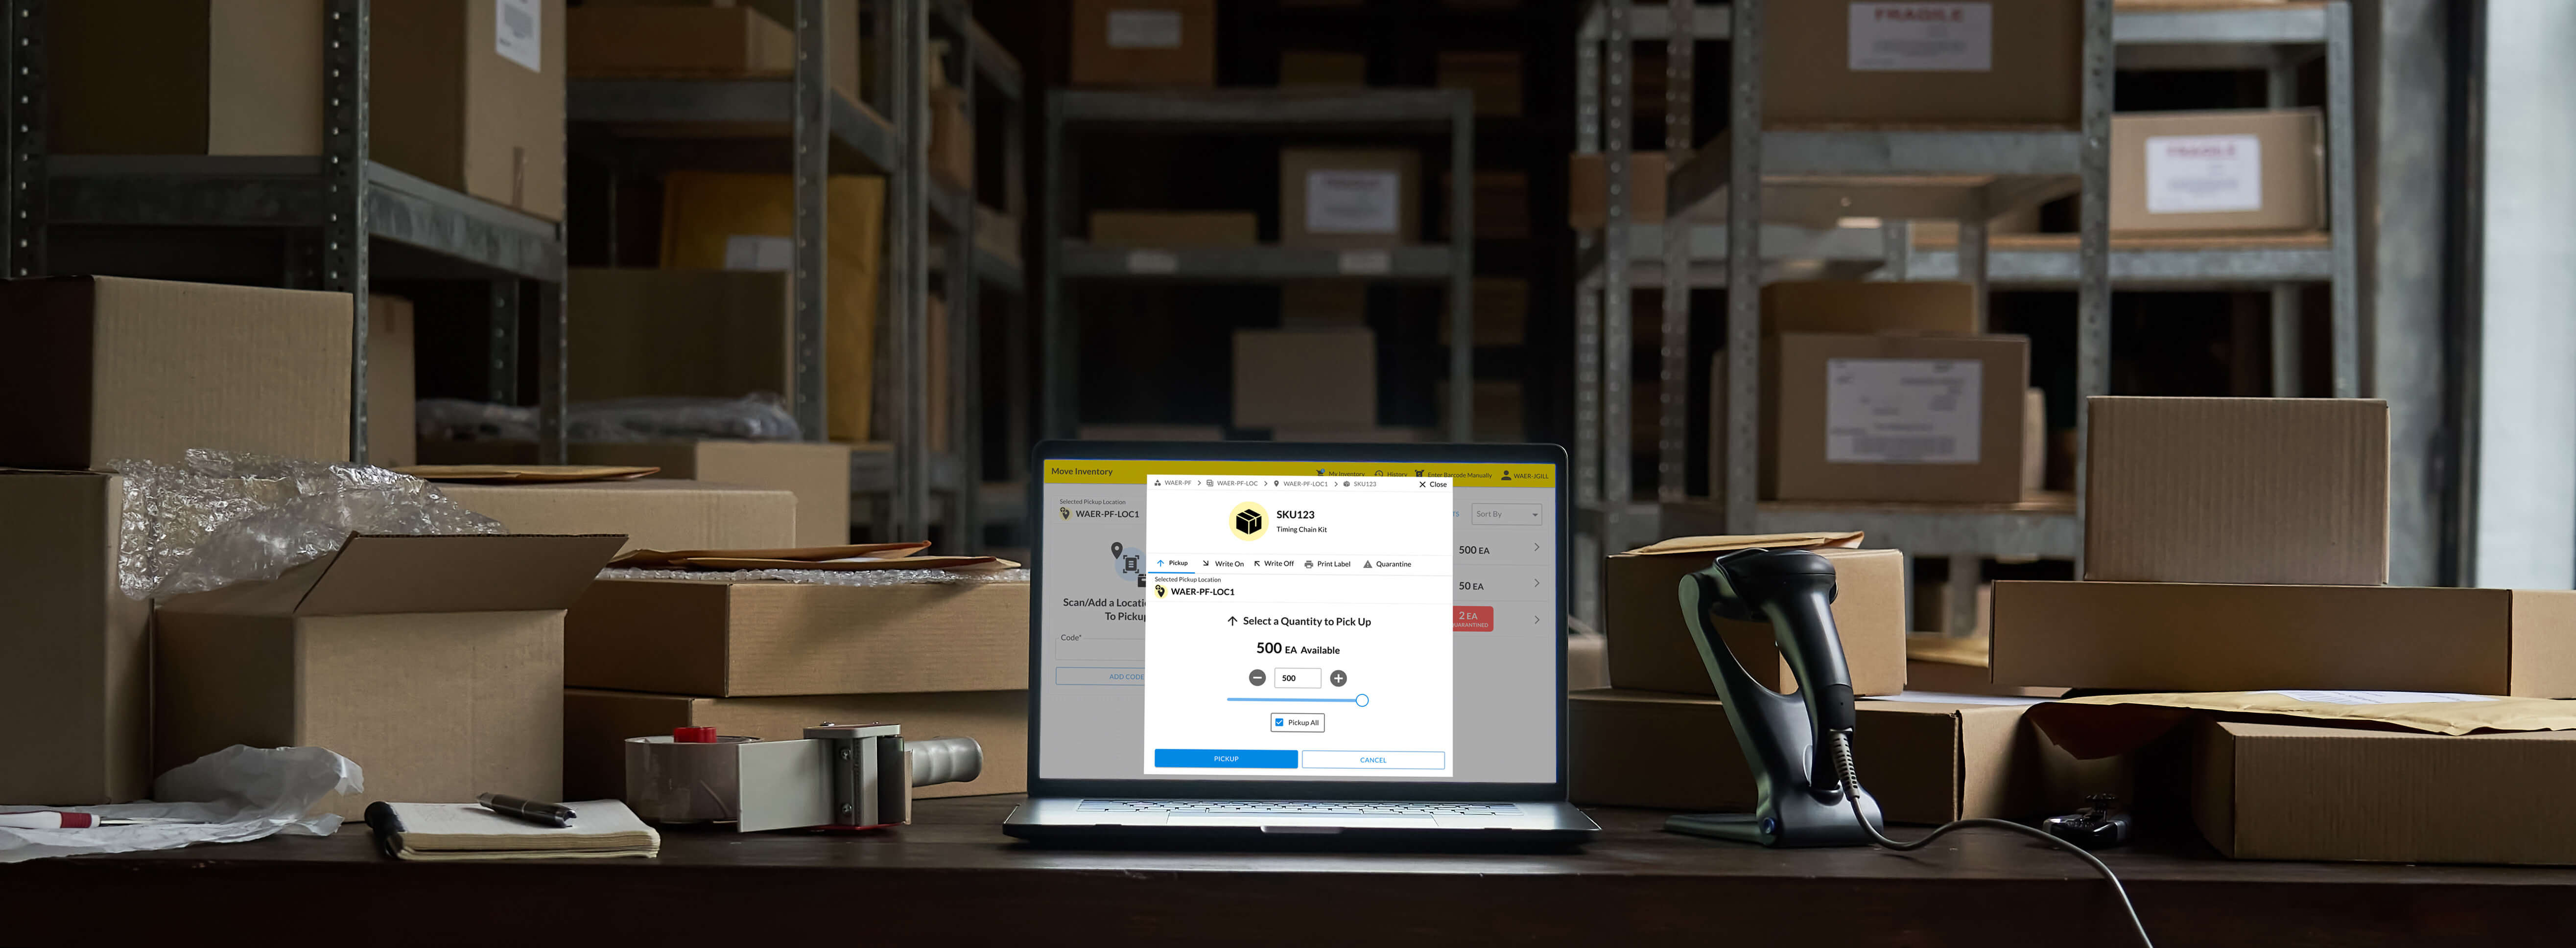 FRAGILE
FRAGILE
Move Inventory
My Inventory
History
Enter Barcode Manually
WAER-JGILL
Selected Pickup Location
WAER-PF-LOC1
Sort By
Scan/Add a Locati
To Pickup
Code*
ADD CODE
500 EA
50 EA
2 EA
WAER-PF > WAER-PF-LOC > WAER-PF-LOC1 > SKU123
Close
SKU123
Timing Chain Kit
Pickup
Write On
Write Off
Print Label
Quarantine
Selected Pickup Location
WAER-PF-LOC1
Select a Quantity to Pick Up
500 EA Available
500
Pickup All
PICKUP
CANCEL